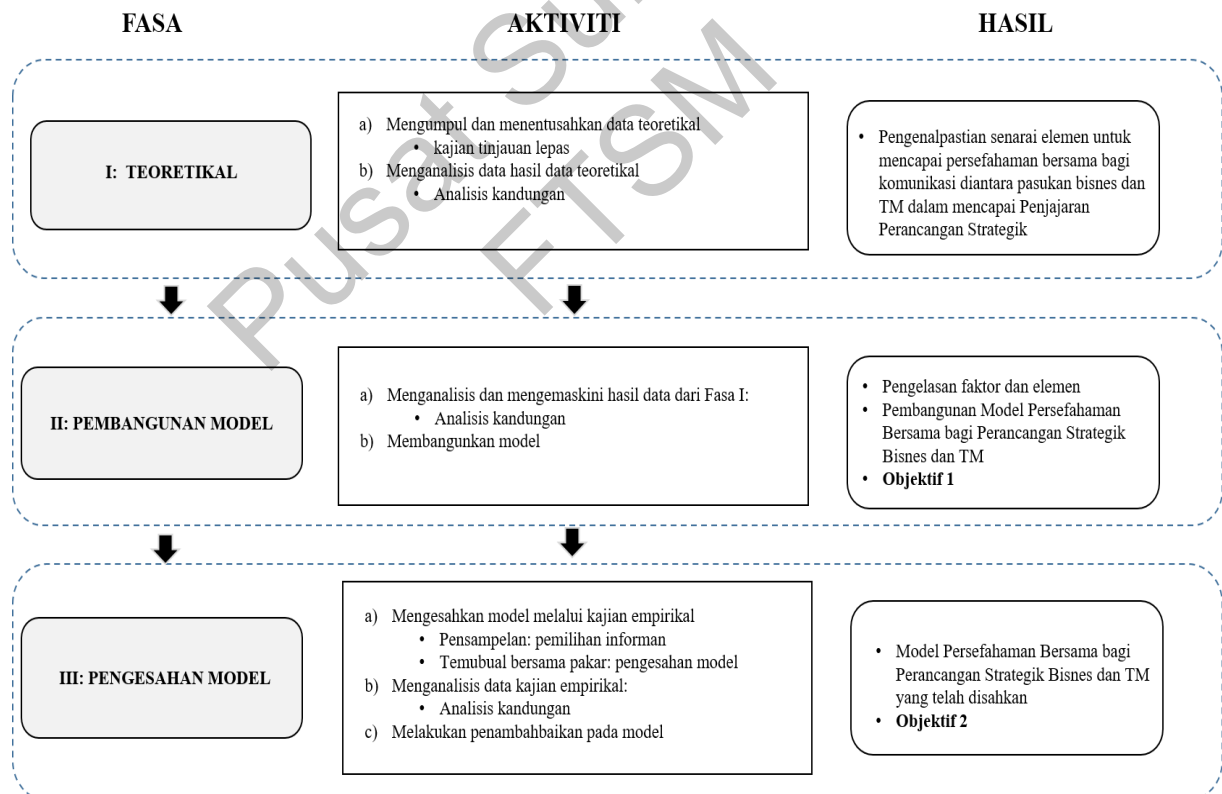 FASA
AKTIVITI
HASIL
I: TEORETIKAL
a) Mengumpul dan menentusahkan data teoretikal
• kajian tinjauan lepas
b) Menganalisis data hasil data teoretikal
• Analisis kandungan
• Pengenalpastian senarai elemen untuk
mencapai persefahaman bersama bagi
komunikasi diantara pasukan bisnes dan
TM dalam mencapai Penjajaran
Perancangan Strategik
II: PEMBANGUNAN MODEL
a) Menganalisis dan mengemaskini hasil data dari Fasa I:
• Analisis kandungan
b) Membangunkan model
• Pengelasan faktor dan elemen
• Pembangunan Model Persefahaman
Bersama bagi Perancangan Strategik
Bisnes dan TM
• Objektif 1
III: PENGESAHAN MODEL
a) Mengesahkan model melalui kajian empirikal
• Pensampelan: pemilihan informan
• Temubual bersama pakar: pengesahan model
b) Menganalisis data kajian empirikal:
• Analisis kandungan
c) Melakukan penambahbaikan pada model
• Model Persefahaman Bersama bagi
Perancangan Strategik Bisnes dan TM
yang telah disahkan
• Objektif 2
Pusat
FTSM